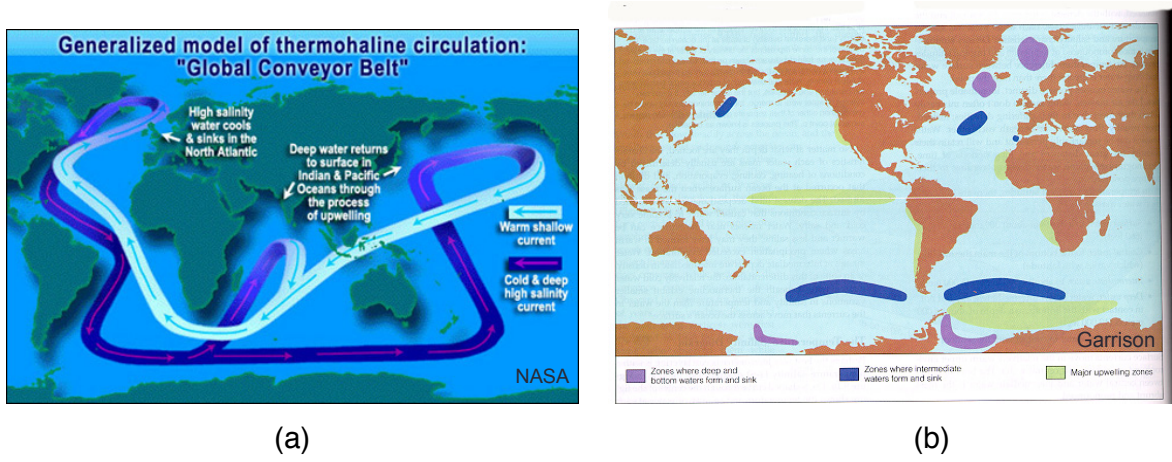 Generalized model of thermohaline circulation:
"Global Conveyor Belt"
High salinity
water cools
& sinks in the
North Atlantic
Deep water returns
to surface in
Indian & Pacific
Oceans through
the process
of upwelling
Warm shallow
current
Cold & deep
high salinity
current
NASA
(a)
Garrison
Zones where deep and
bottom waters form and sink
Zones where intermediate
waters form and sink
Major upwelling zones
(b)